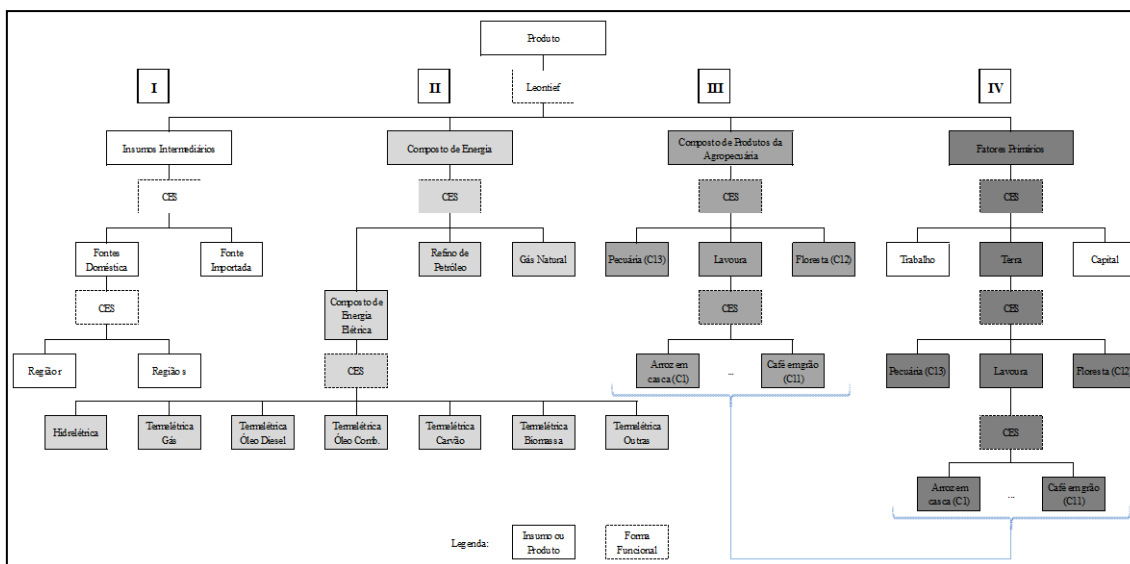 Produto
I
II
Leontief
III
IV
Insumos Intermediários
Composto de Energia
Composto de Produtos da
Agropecuária
Fatores Primários
CES
CES
CES
CES
Fontes
Doméstica
Fonte
Importada
Refino de
Petróleo
Gás Natural
Pecuária (C13)
Lavoura
Floresta (C12)
Trabalho
Terra
Capital
CES
Composto de
Energia
Elétrica
CES
CES
Região r
Região s
CES
Arroz em
casca (C1)
...
Café em grão
(C11)
Pecuária (C13)
Lavoura
Floresta (C12)
Hidrelétrica
Termelétrica
Gás
Termelétrica
Óleo Diesel
Termelétrica
Óleo Comb.
Termelétrica
Carvão
Termelétrica
Biomassa
Termelétrica
Outras
CES
Arroz em
casca (C1)
...
Café em grão
(C11)
Legenda:
Insumo ou
Produto
Forma
Funcional